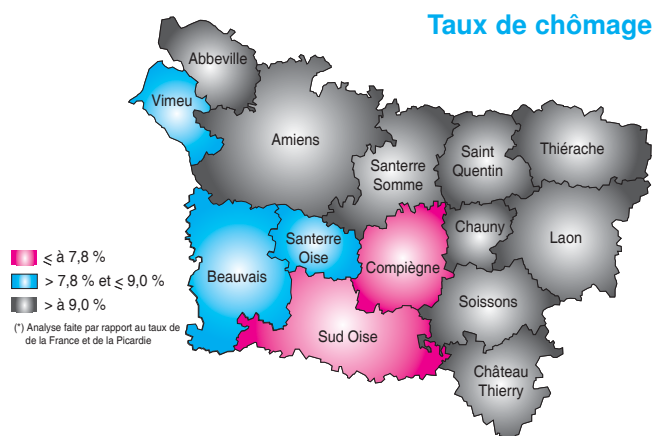 Taux de chômage
Abbeville
Vimeu
Amiens
Santerre
Somme
Saint
Quentin
Thiérache
Beauvais
Santerre
Oise
Compiègne
Chauny
Laon
Soissons
Sud Oise
Château
Thierry
⩽ à 7,8 %
> 7,8 % et ⩽ 9,0 %
> à 9,0 %
(*) Analyse faite par rapport au taux de
de la France et de la Picardie